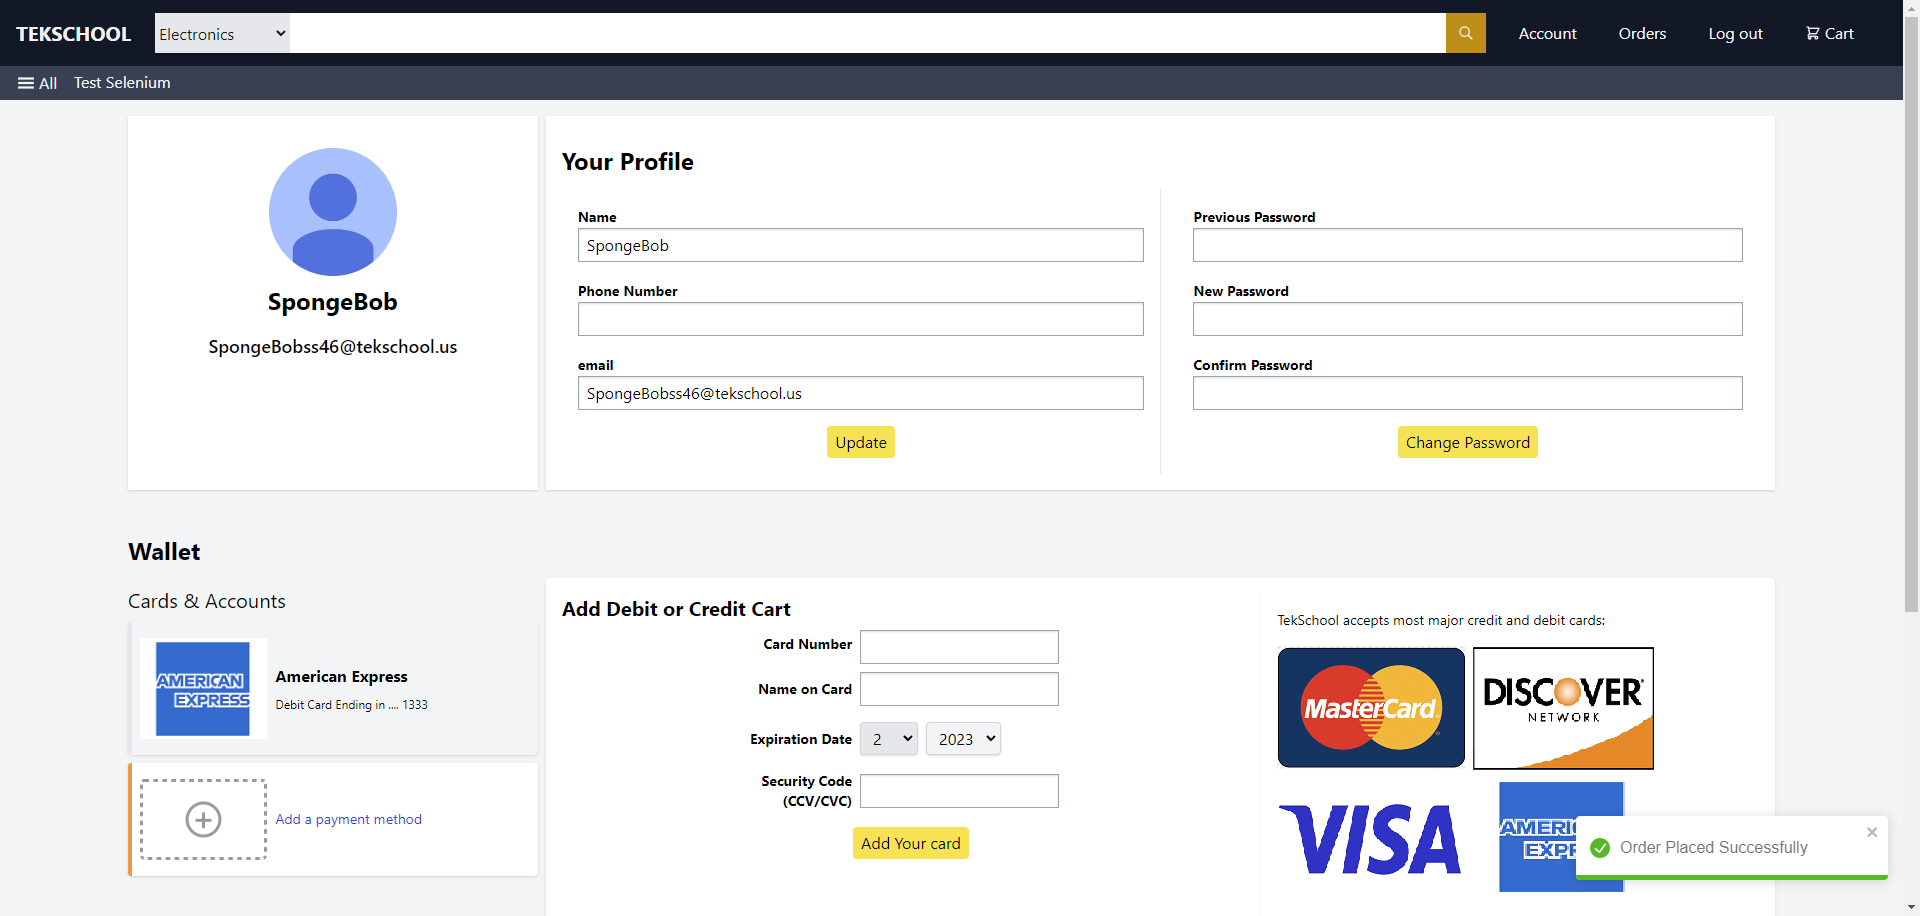 TEKSCHOOL
Electronics
Account
Orders
Log out
Cart
All
Test Selenium
SpongeBob
SpongeBobss46@tekschool.us
Your Profile
Name
SpongeBob
Phone Number
email
SpongeBobss46@tekschool.us
Update
Previous Password
New Password
Confirm Password
Change Password
Wallet
Cards & Accounts
AMERICAN
EXPRESS
American Express
Debit Card Ending in .... 1333
Add a payment method
Add Debit or Credit Cart
Card Number
Name on Card
Expiration Date
2
2023
Security Code
(CCV/CVC)
Add Your card
TekSchool accepts most major credit and debit cards:
MasterCard
DISCOVER
NETWORK
VISA
AMERI
EXP
Order Placed Successfully